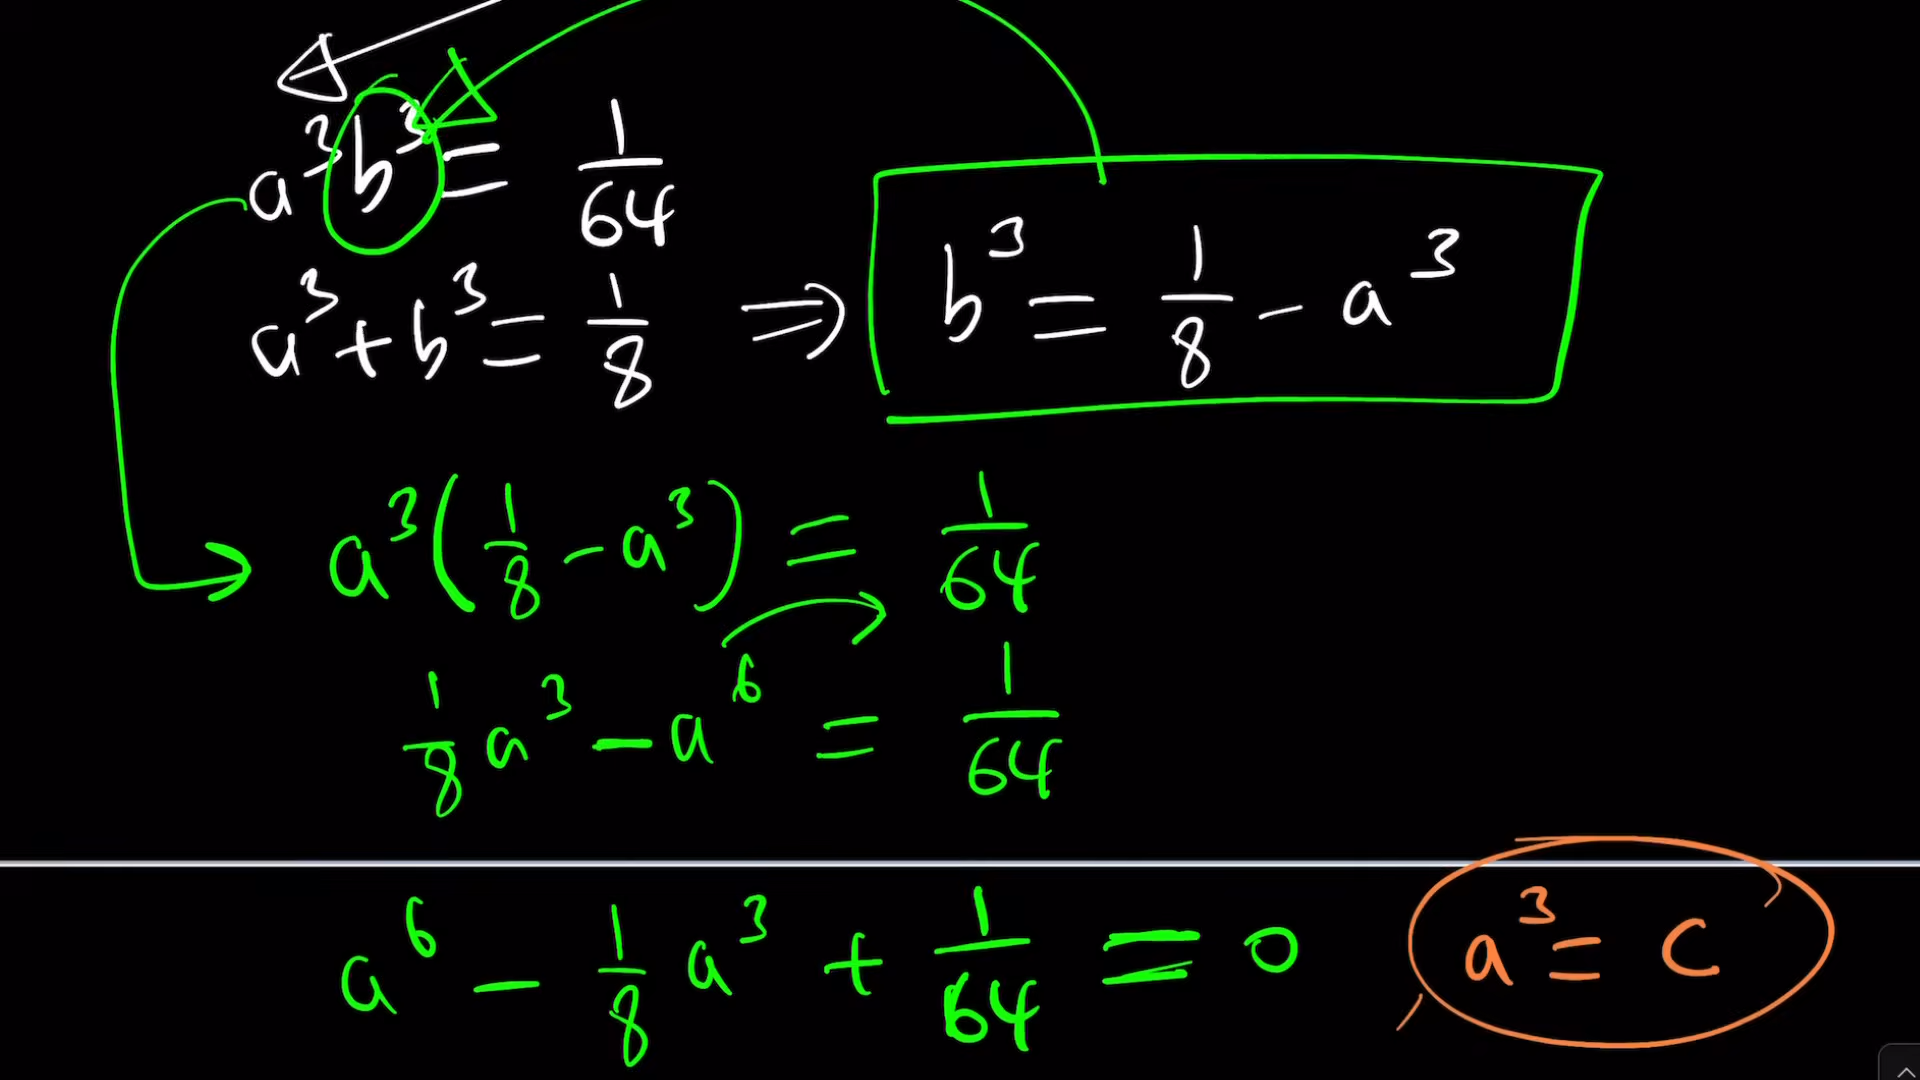 a³b³ = 1/64
a³ + b³ = 1/8 ⇒ b³ = 1/8 − a³
a³(1/8 − a³) = 1/64
1/8 a³ − a⁶ = 1/64
a⁶ − 1/8 a³ + 1/64 = 0
a³ = c